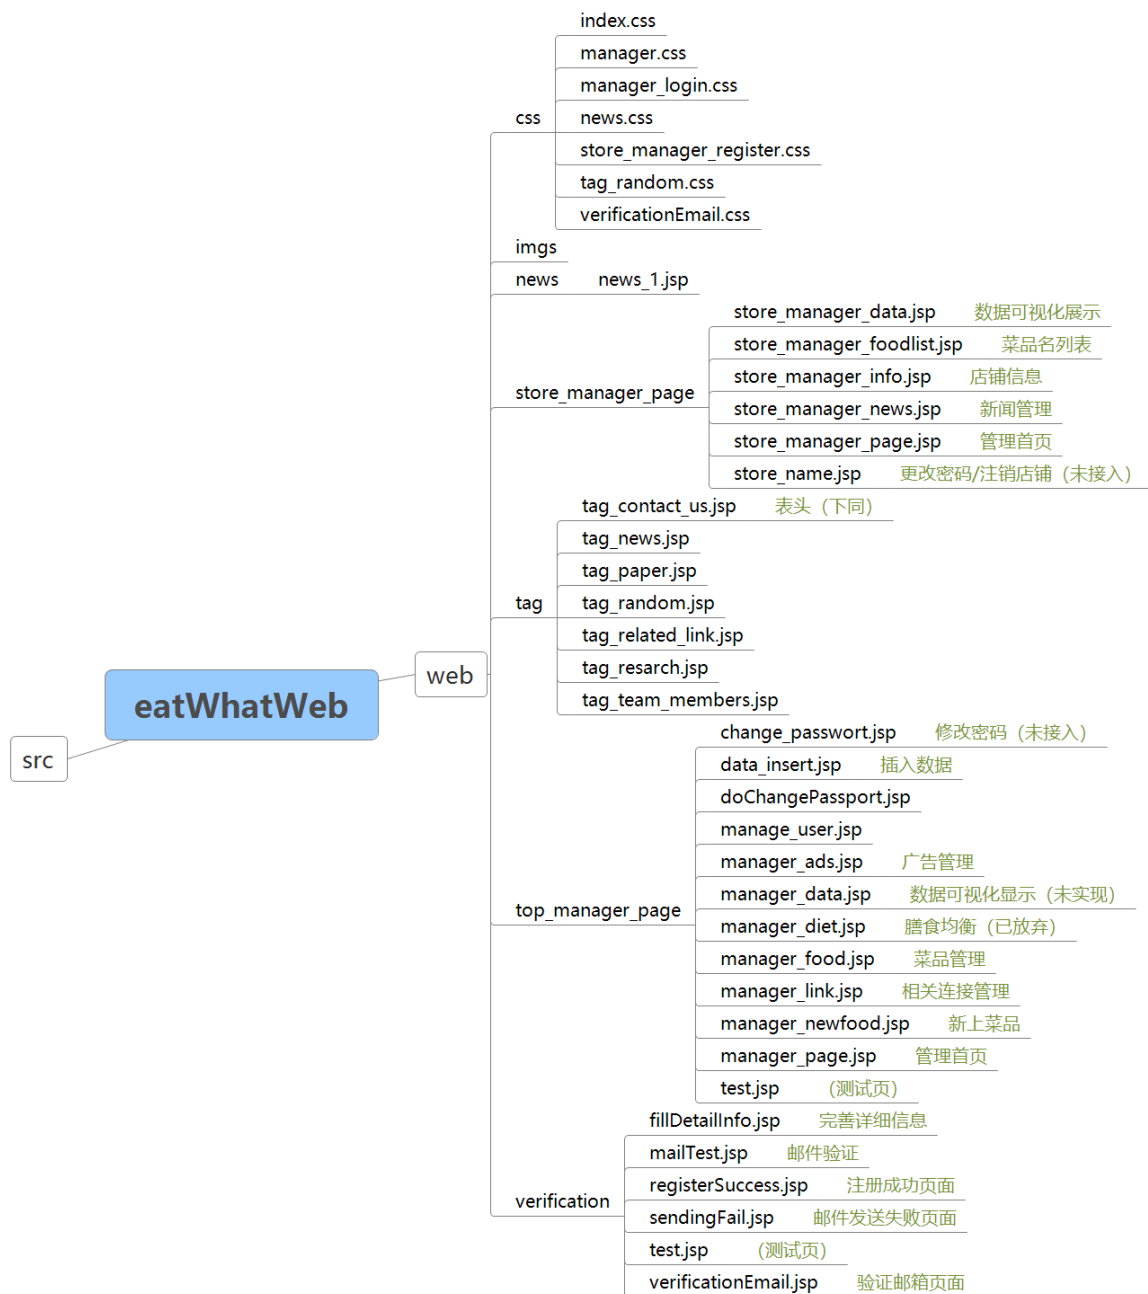 eatWhatWeb
src
web
css
index.css
manager.css
manager_login.css
news.css
store_manager_register.css
tag_random.css
verificationEmail.css
imgs
news
news_1.jsp
store_manager_page
store_manager_data.jsp 数据可视化展示
store_manager_foodlist.jsp 菜品名列表
store_manager_info.jsp 店铺信息
store_manager_news.jsp 新闻管理
store_manager_page.jsp 管理首页
store_name.jsp 更改密码/注销店铺（未接入）
tag
tag_contact_us.jsp 表头（下同）
tag_news.jsp
tag_paper.jsp
tag_random.jsp
tag_related_link.jsp
tag_resarch.jsp
tag_team_members.jsp
top_manager_page
change_passwort.jsp 修改密码（未接入）
data_insert.jsp 插入数据
doChangePassport.jsp
manage_user.jsp
manager_ads.jsp 广告管理
manager_data.jsp 数据可视化显示（未实现）
manager_diet.jsp 膳食均衡（已放弃）
manager_food.jsp 菜品管理
manager_link.jsp 相关连接管理
manager_newfood.jsp 新上菜品
manager_page.jsp 管理首页
test.jsp （测试页）
verification
fillDetailInfo.jsp 完善详细信息
mailTest.jsp 邮件验证
registerSuccess.jsp 注册成功页面
sendingFail.jsp 邮件发送失败页面
test.jsp （测试页）
verificationEmail.jsp 验证邮箱页面